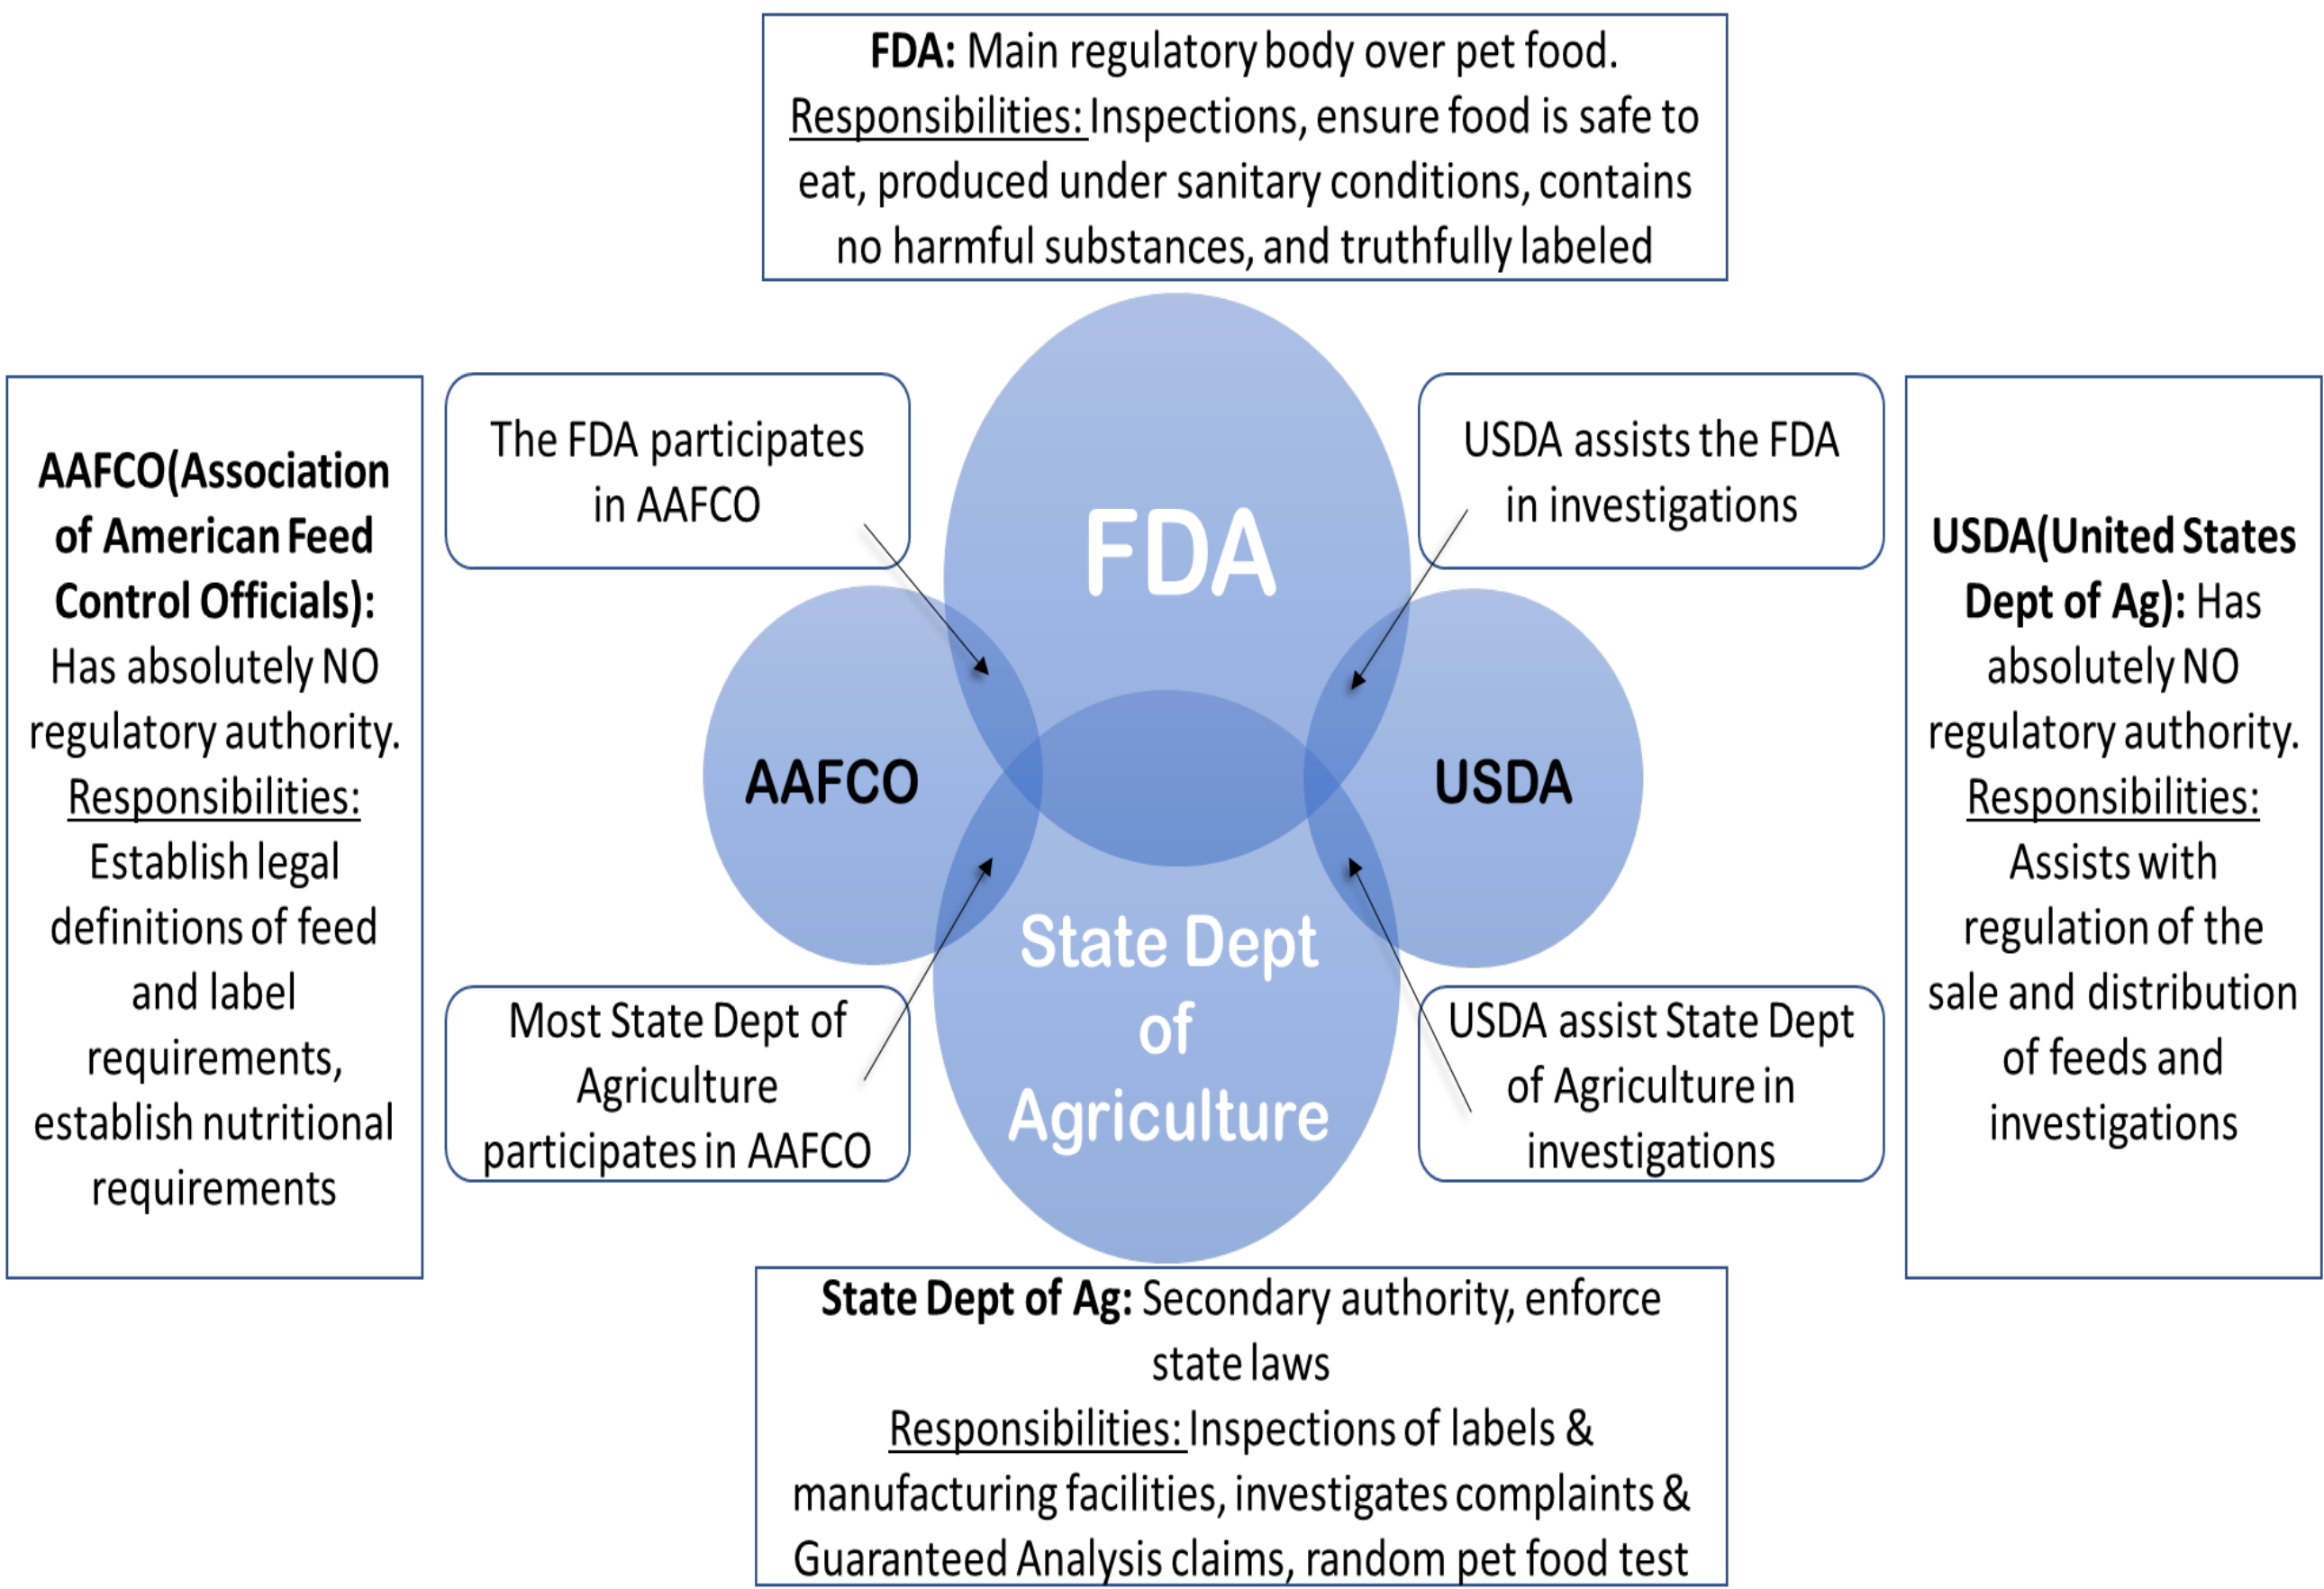 FDA: Main regulatory body over pet food.
Responsibilities: Inspections, ensure food is safe to
eat, produced under sanitary conditions, contains
no harmful substances, and truthfully labeled
AAFCO(Association
of American Feed
Control Officials):
Has absolutely NO
regulatory authority.
Responsibilities:
Establish legal
definitions of feed
and label
requirements,
establish nutritional
requirements
The FDA participates
in AAFCO
FDA
USDA assists the FDA
in investigations
AAFCO
USDA
State Dept
of
Agriculture
Most State Dept of
Agriculture
participates in AAFCO
USDA assist State Dept
of Agriculture in
investigations
USDA(United States
Dept of Ag): Has
absolutely NO
regulatory authority.
Responsibilities:
Assists with
regulation of the
sale and distribution
of feeds and
investigations
State Dept of Ag: Secondary authority, enforce
state laws
Responsibilities: Inspections of labels &
manufacturing facilities, investigates complaints &
Guaranteed Analysis claims, random pet food test